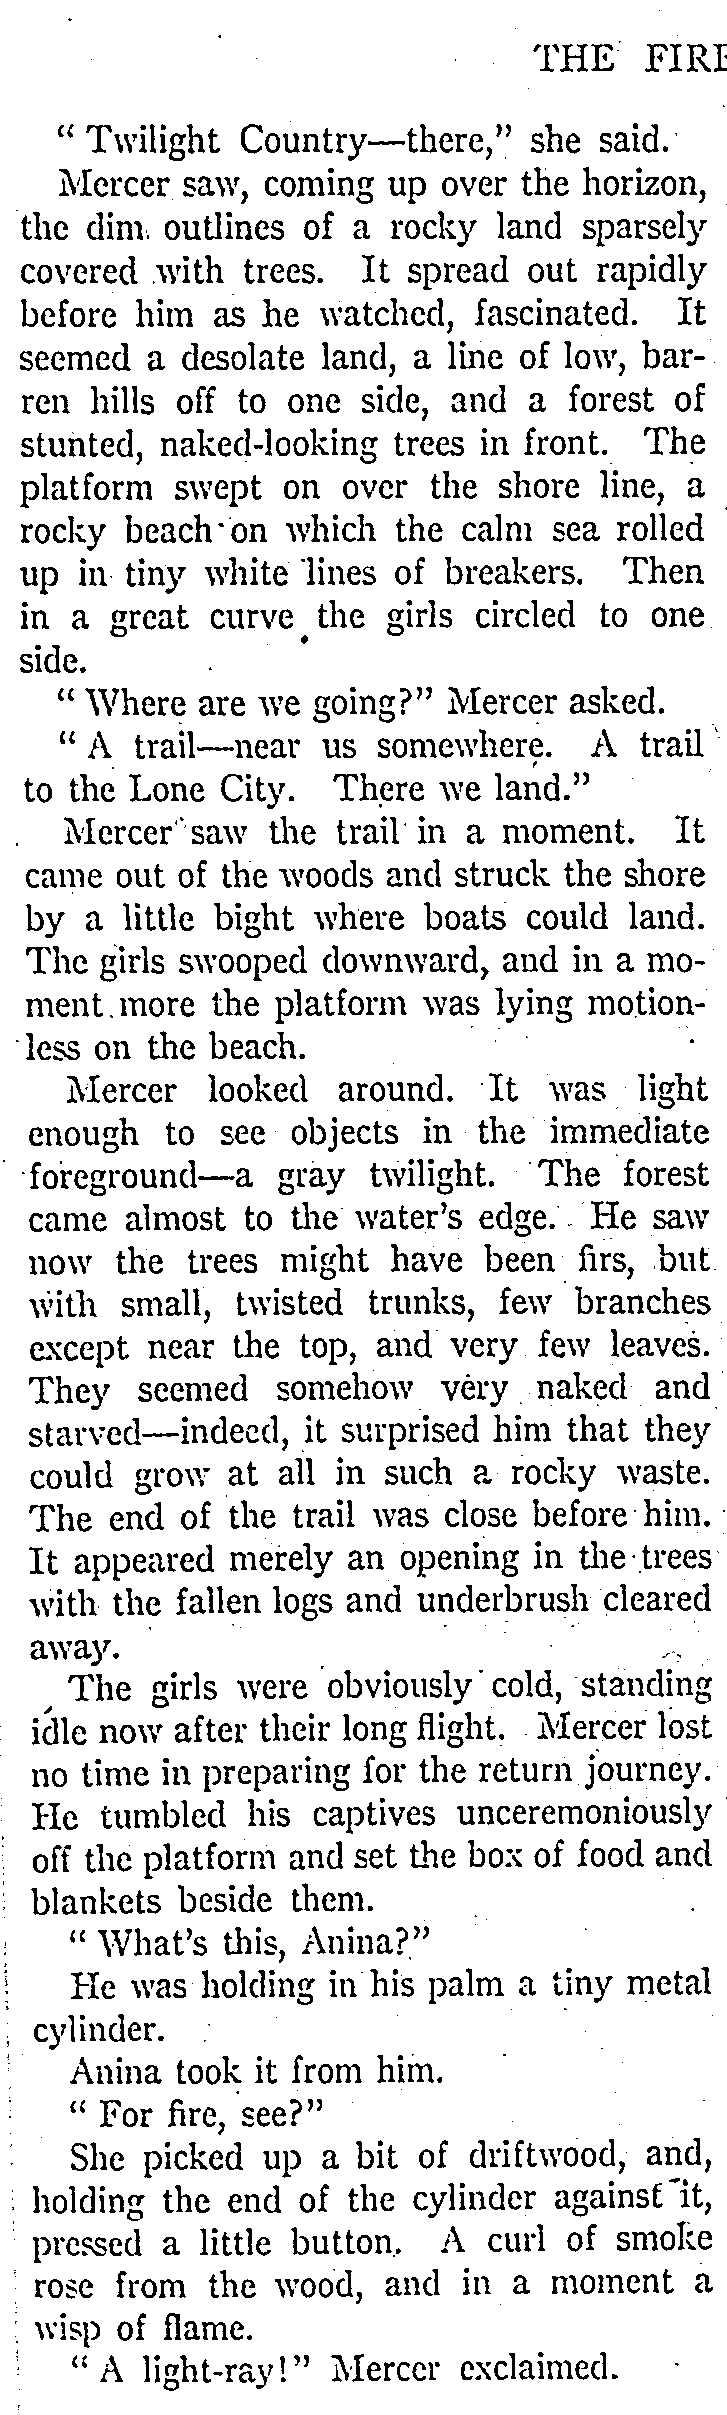 THE FIRE
“ Twilight Country—there,” she said.
Mercer saw, coming up over the horizon,
the dim outlines of a rocky land sparsely
covered with trees. It spread out rapidly
before him as he watched, fascinated. It
seemed a desolate land, a line of low, bar-
ren hills off to one side, and a forest of
stunted, naked-looking trees in front. The
platform swept on over the shore line, a
rocky beach on which the calm sea rolled
up in tiny white lines of breakers. Then
in a great curve the girls circled to one
side.
“ Where are we going?” Mercer asked.
“ A trail—near us somewhere. A trail
to the Lone City. There we land.”
Mercer saw the trail in a moment. It
came out of the woods and struck the shore
by a little bight where boats could land.
The girls swooped downward, and in a mo-
ment more the platform was lying motion-
less on the beach.
Mercer looked around. It was light
enough to see objects in the immediate
foreground—a gray twilight. The forest
came almost to the water’s edge. He saw
now the trees might have been firs, but
with small, twisted trunks, few branches
except near the top, and very few leaves.
They seemed somehow very naked and
starved—indeed, it surprised him that they
could grow at all in such a rocky waste.
The end of the trail was close before him.
It appeared merely an opening in the trees
with the fallen logs and underbrush cleared
away.
The girls were obviously cold, standing
idle now after their long flight. Mercer lost
no time in preparing for the return journey.
He tumbled his captives unceremoniously
off the platform and set the box of food and
blankets beside them.
“ What’s this, Anina?”
He was holding in his palm a tiny metal
cylinder.
Anina took it from him.
“ For fire, see?”
She picked up a bit of driftwood, and,
holding the end of the cylinder against it,
pressed a little button. A curl of smoke
rose from the wood, and in a moment a
wisp of flame.
“ A light-ray!” Mercer exclaimed.